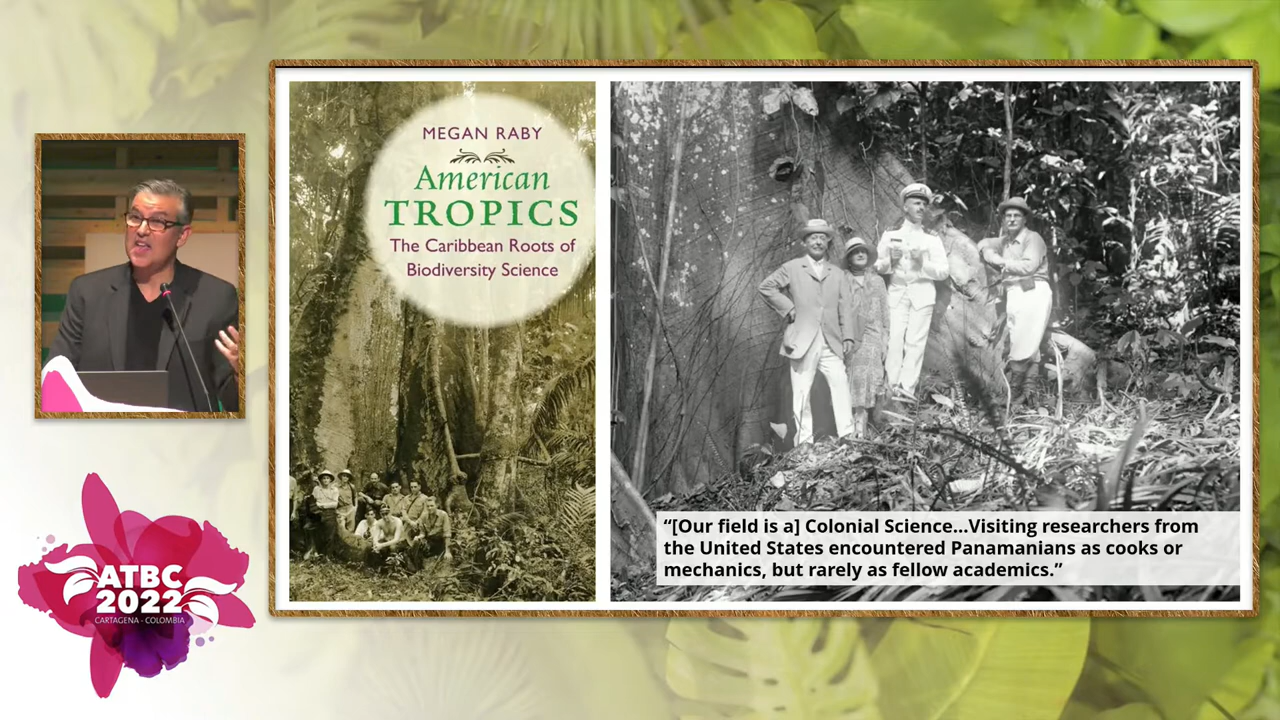 MEGAN RABY
American
TROPICS
The Caribbean Roots of
Biodiversity Science
“[Our field is a] Colonial Science...Visiting researchers from
the United States encountered Panamanians as cooks or
mechanics, but rarely as fellow academics.”
ATBC
2022
CARTAGENA - COLOMBIA